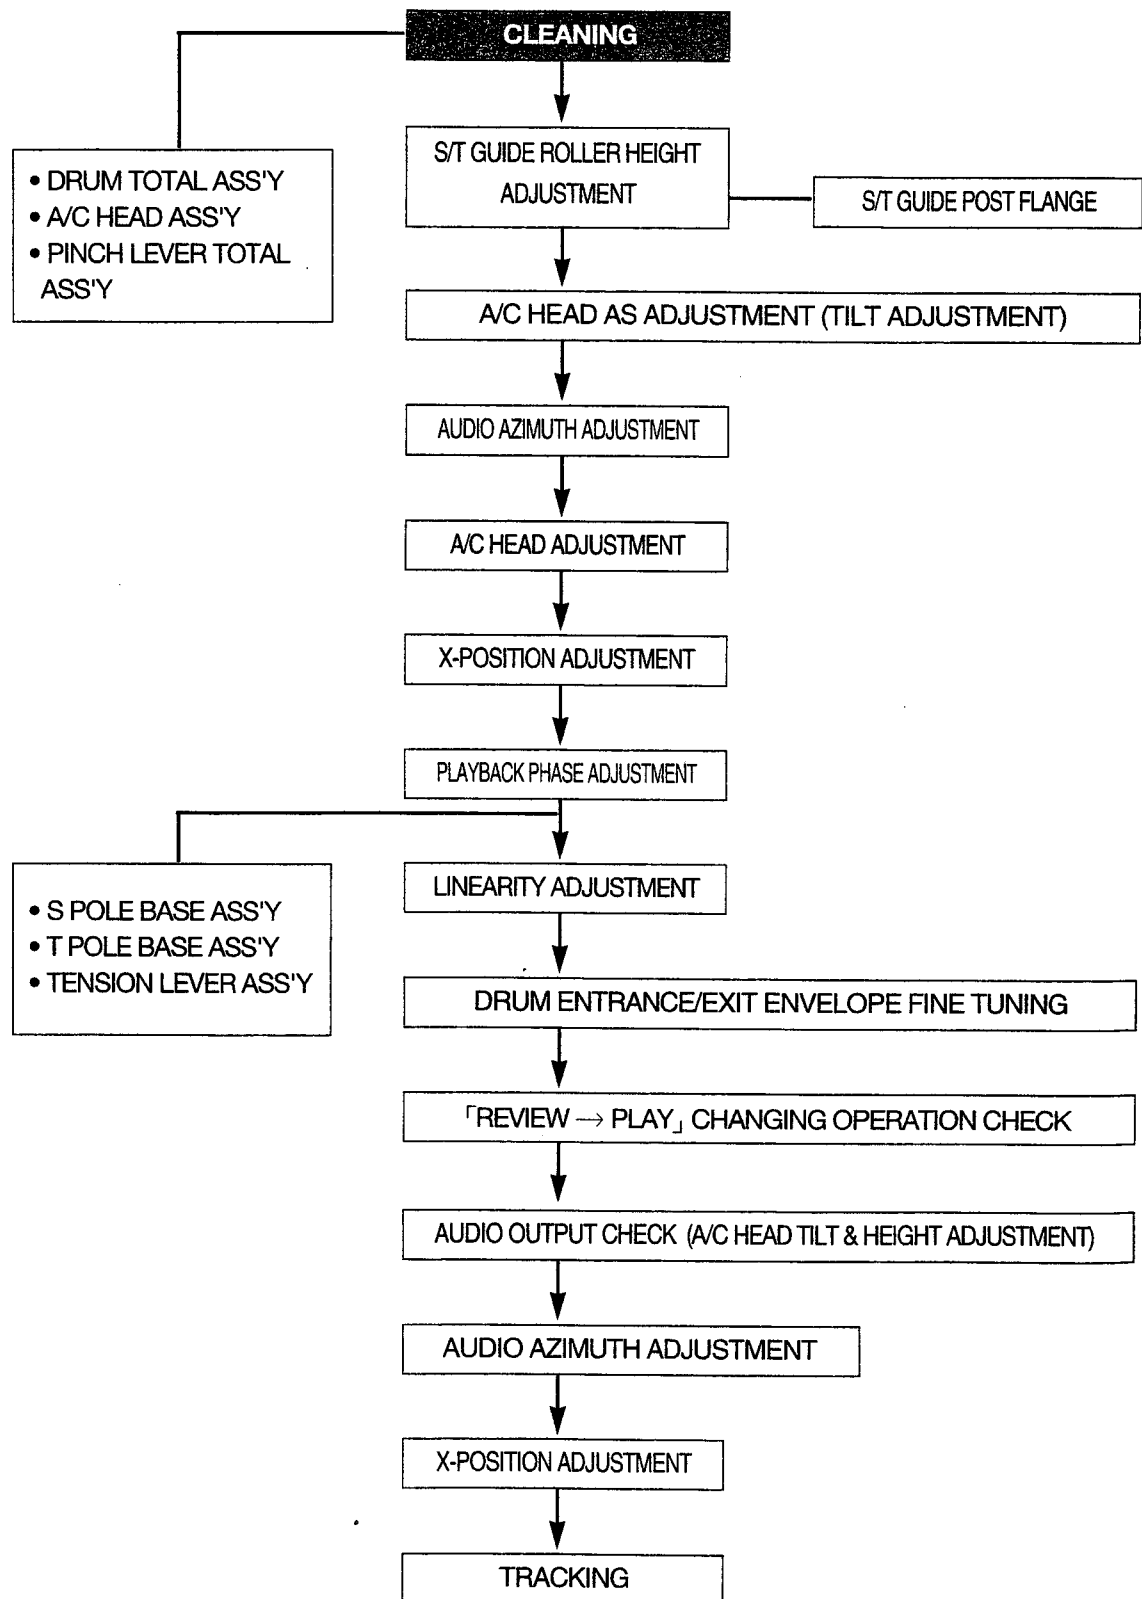 CLEANING
• DRUM TOTAL ASS'Y
• A/C HEAD ASS'Y
• PINCH LEVER TOTAL
ASS'Y
S/T GUIDE ROLLER HEIGHT
ADJUSTMENT
S/T GUIDE POST FLANGE
A/C HEAD AS ADJUSTMENT (TILT ADJUSTMENT)
AUDIO AZIMUTH ADJUSTMENT
A/C HEAD ADJUSTMENT
X-POSITION ADJUSTMENT
PLAYBACK PHASE ADJUSTMENT
• S POLE BASE ASS'Y
• T POLE BASE ASS'Y
• TENSION LEVER ASS'Y
LINEARITY ADJUSTMENT
DRUM ENTRANCE/EXIT ENVELOPE FINE TUNING
「REVIEW → PLAY」 CHANGING OPERATION CHECK
AUDIO OUTPUT CHECK (A/C HEAD TILT & HEIGHT ADJUSTMENT)
AUDIO AZIMUTH ADJUSTMENT
X-POSITION ADJUSTMENT
TRACKING